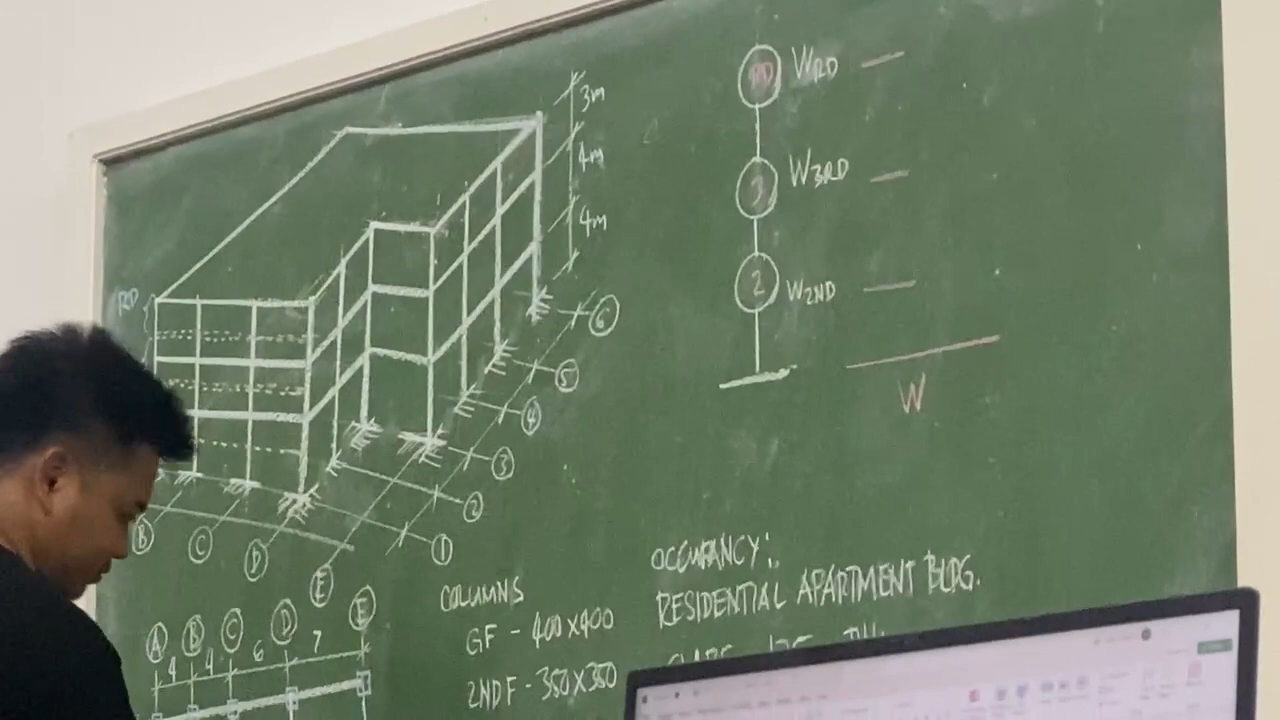 3m
4m
4m
RD
6
5
4
3
2
1
B
C
D
E
A B C D E
4 4 6 7
COLUMNS
GF - 400X400
2NDF - 350X350
RD WRD
3 W3RD
2 W2ND
W
OCCUPANCY:
RESIDENTIAL APARTMENT BLDG.